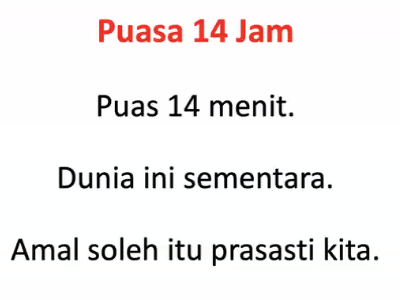 Puasa 14 Jam
Puas 14 menit.
Dunia ini sementara.
Amal soleh itu prasasti kita.